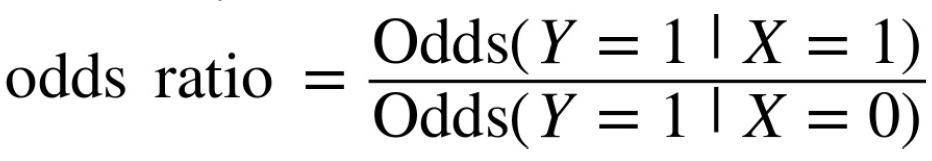 odds ratio = Odds(Y = 1 | X = 1) / Odds(Y = 1 | X = 0)